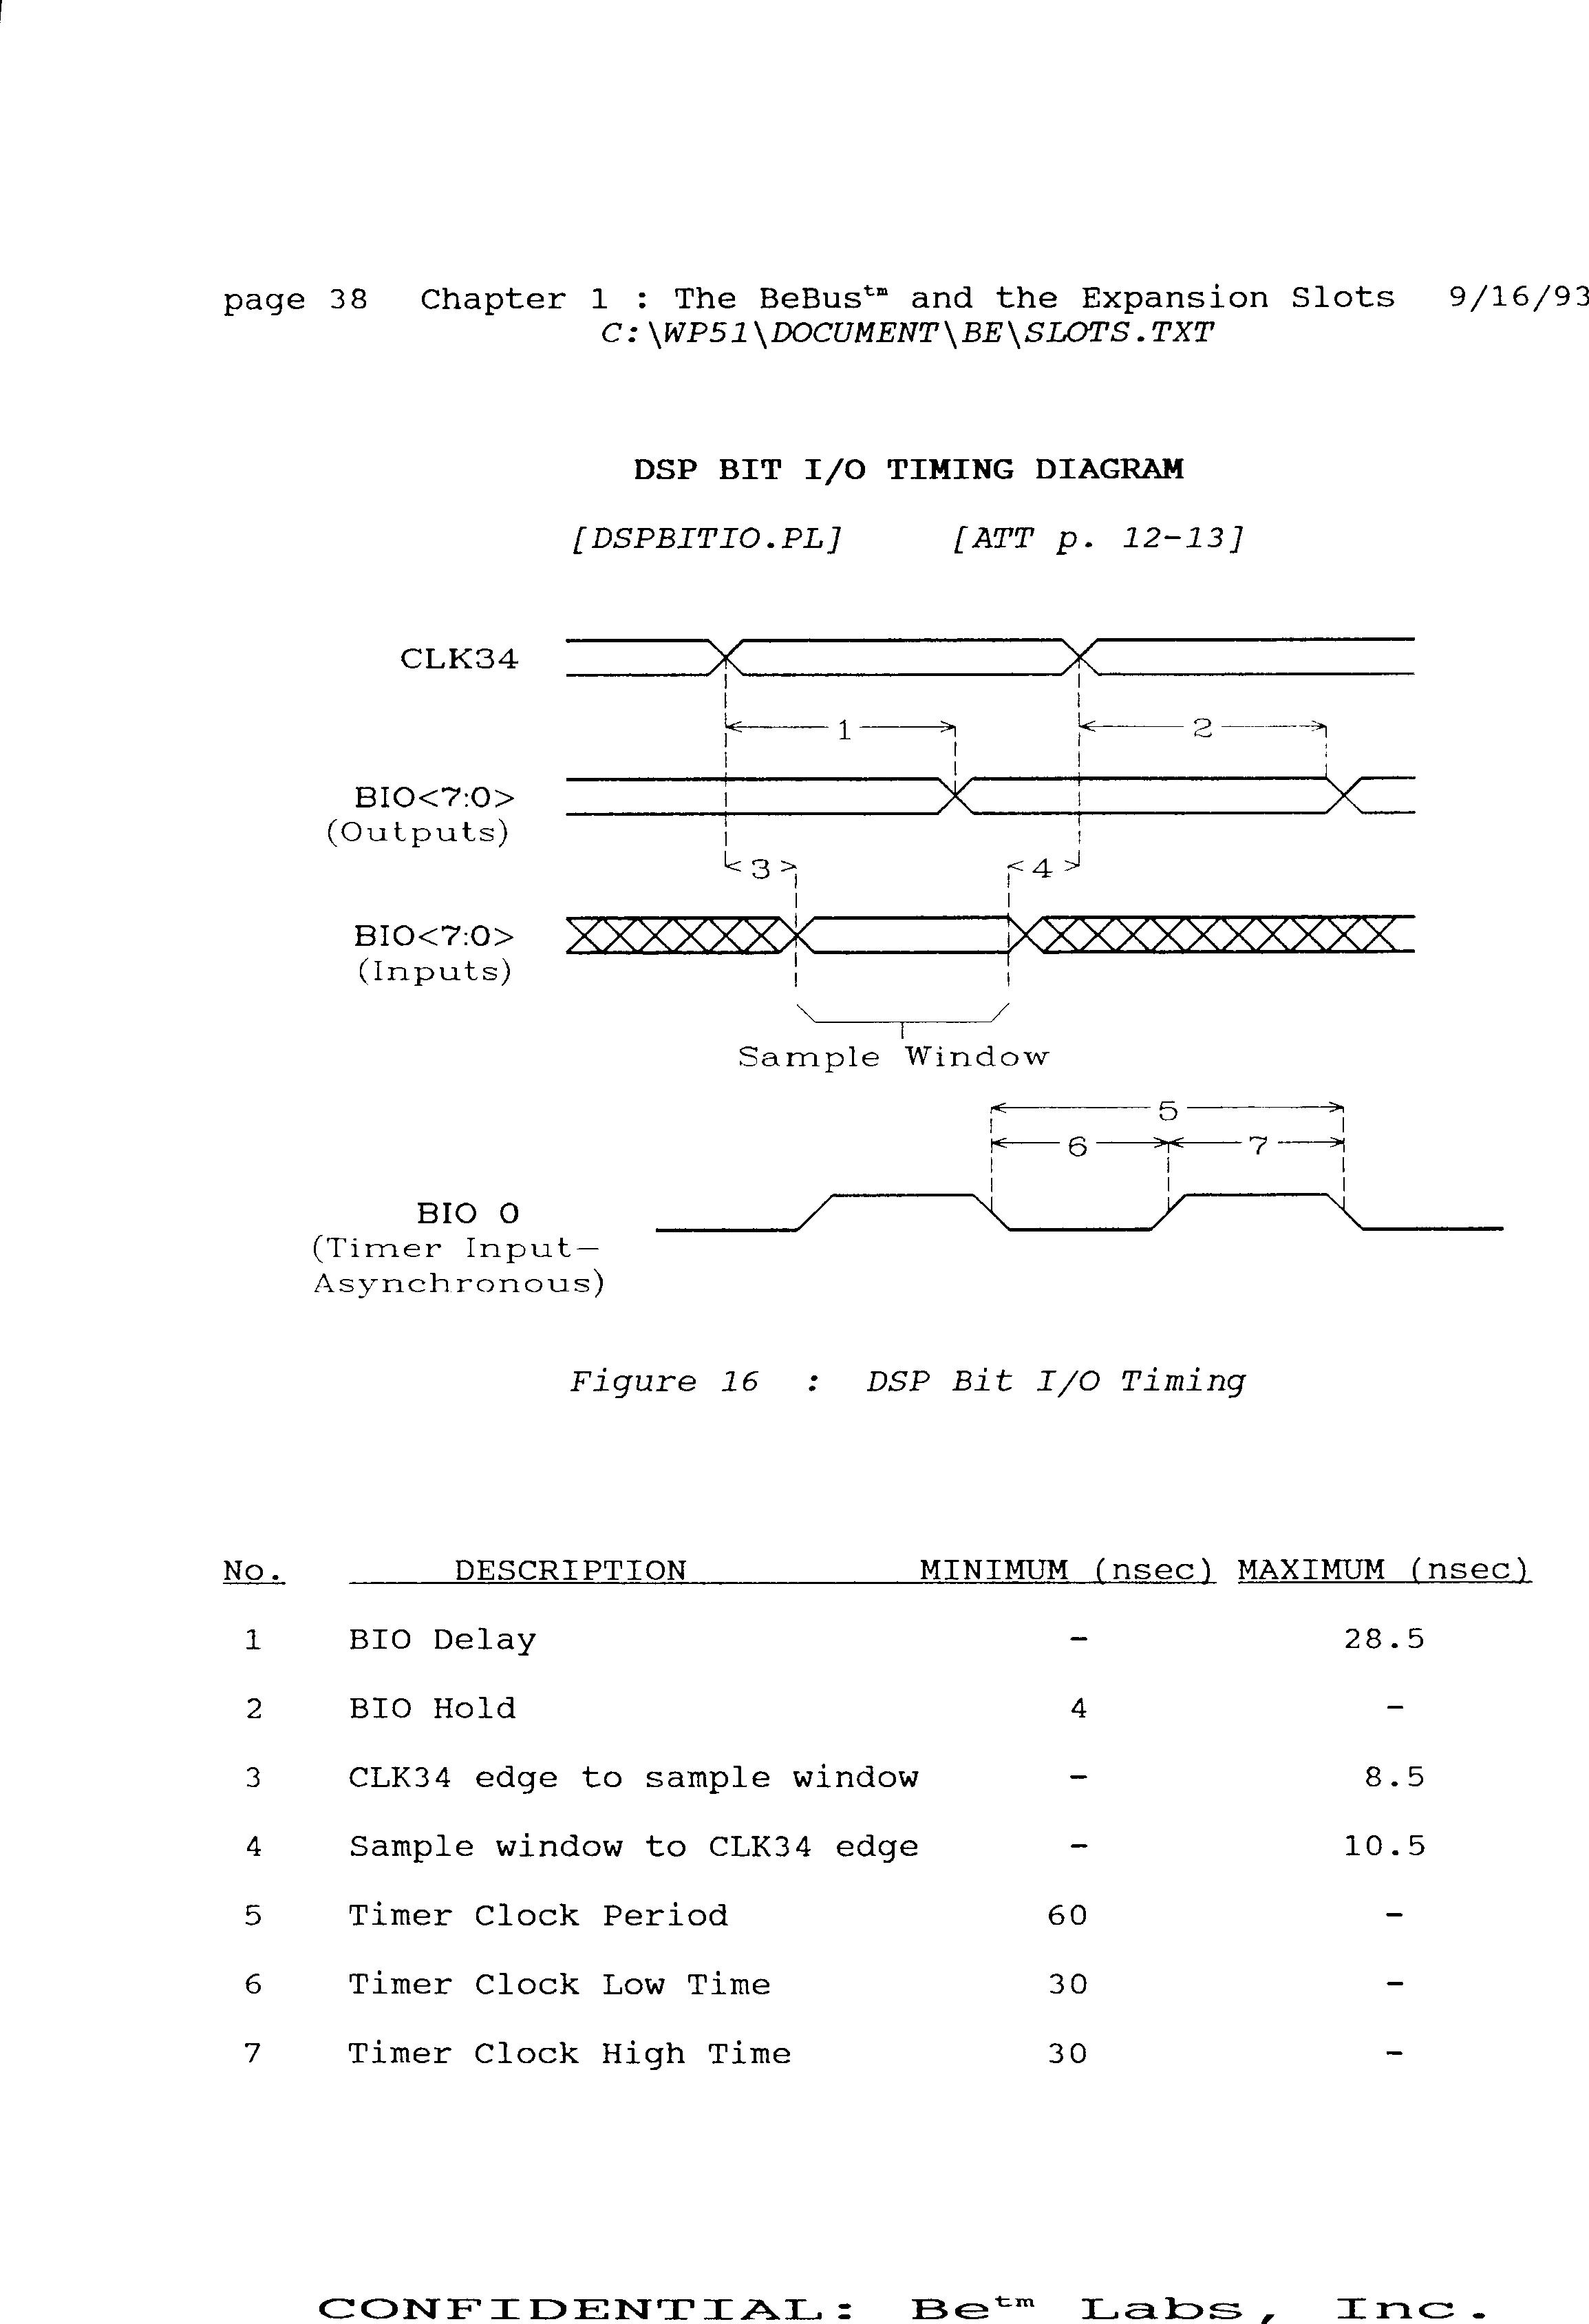 page 38 Chapter 1 : The BeBus™ and the Expansion Slots 9/16/93
C:\WP51\DOCUMENT\BE\SLOTS.TXT
DSP BIT I/O TIMING DIAGRAM
[DSPBITIO.PL] [ATT p. 12-13]
CLK34
1 2
BIO<7:0>
(Outputs)
3 4
BIO<7:0>
(Inputs)
Sample Window
5
6 7
BIO 0
(Timer Input—
Asynchronous)
Figure 16 : DSP Bit I/O Timing
No. DESCRIPTION MINIMUM (nsec) MAXIMUM (nsec)
1 BIO Delay - 28.5
2 BIO Hold 4 -
3 CLK34 edge to sample window - 8.5
4 Sample window to CLK34 edge - 10.5
5 Timer Clock Period 60 -
6 Timer Clock Low Time 30 -
7 Timer Clock High Time 30 -
CONFIDENTIAL: Be™ Labs, Inc.